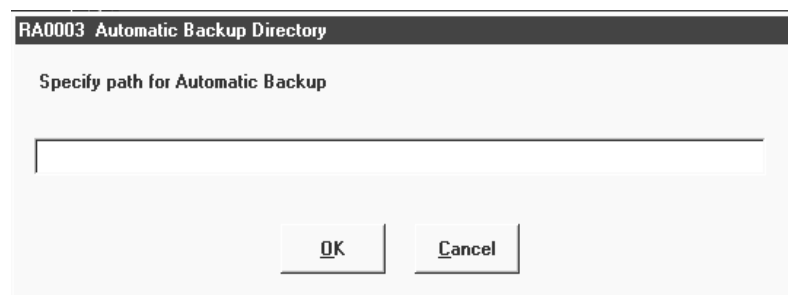 RA0003 Automatic Backup Directory
Specify path for Automatic Backup
OK Cancel